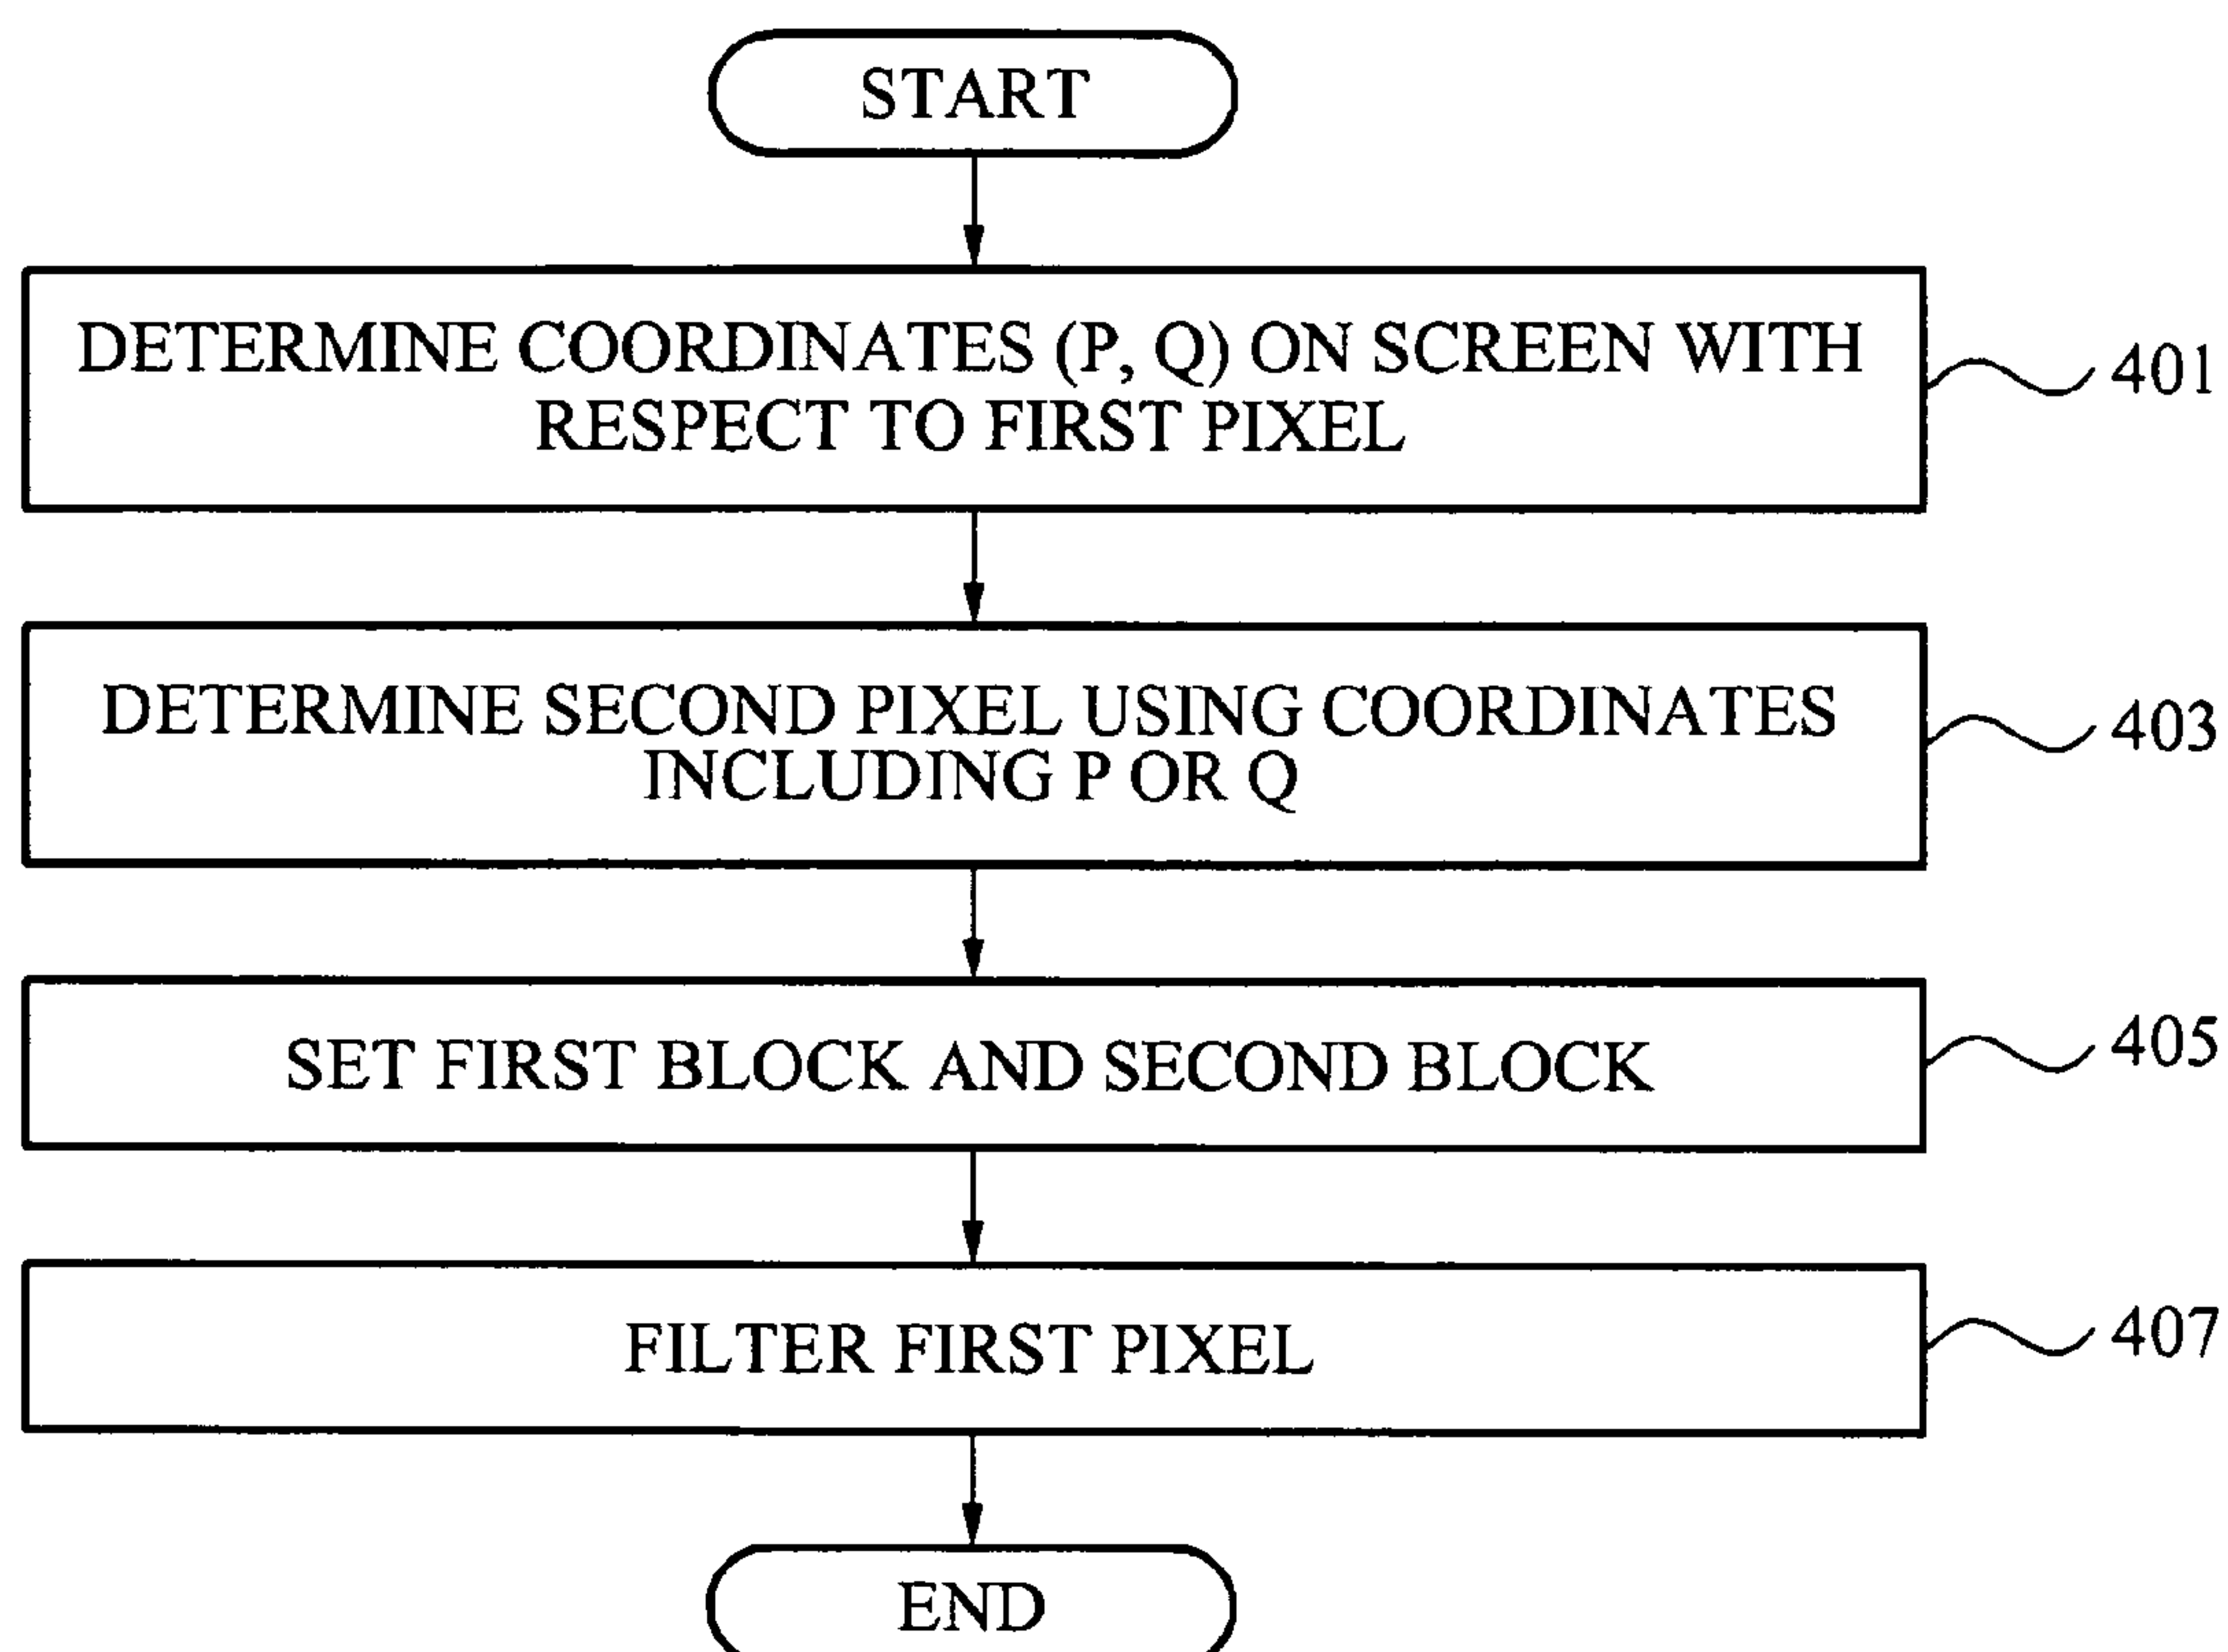 START
DETERMINE COORDINATES (P, Q) ON SCREEN WITH
RESPECT TO FIRST PIXEL
401
DETERMINE SECOND PIXEL USING COORDINATES
INCLUDING P OR Q
403
SET FIRST BLOCK AND SECOND BLOCK
405
FILTER FIRST PIXEL
407
END